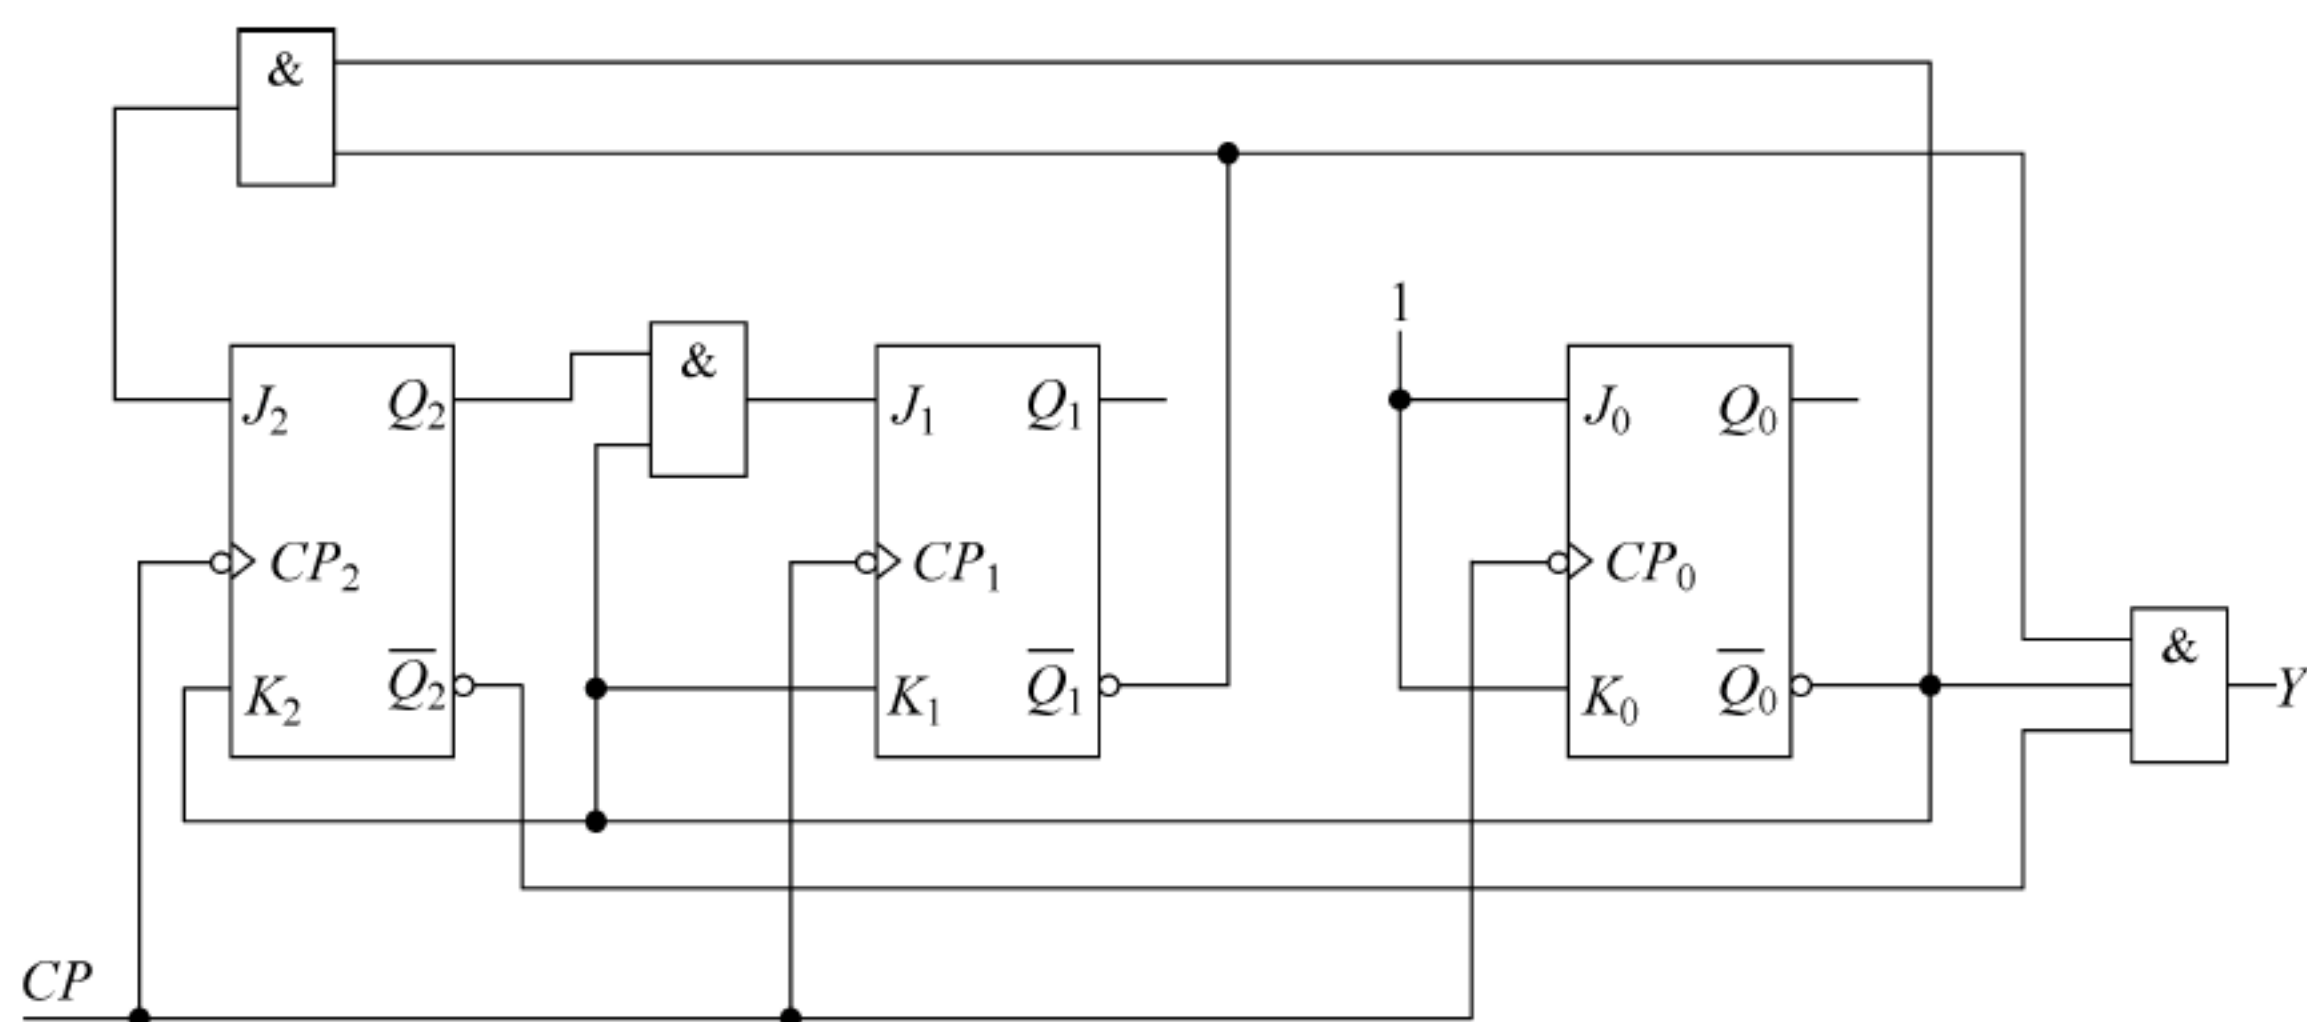 &
1
&
J₂ Q₂ J₁ Q₁ J₀ Q₀
CP₂ CP₁ CP₀
&
K₂ Q̅₂ K₁ Q̅₁ K₀ Q̅₀ Y
CP